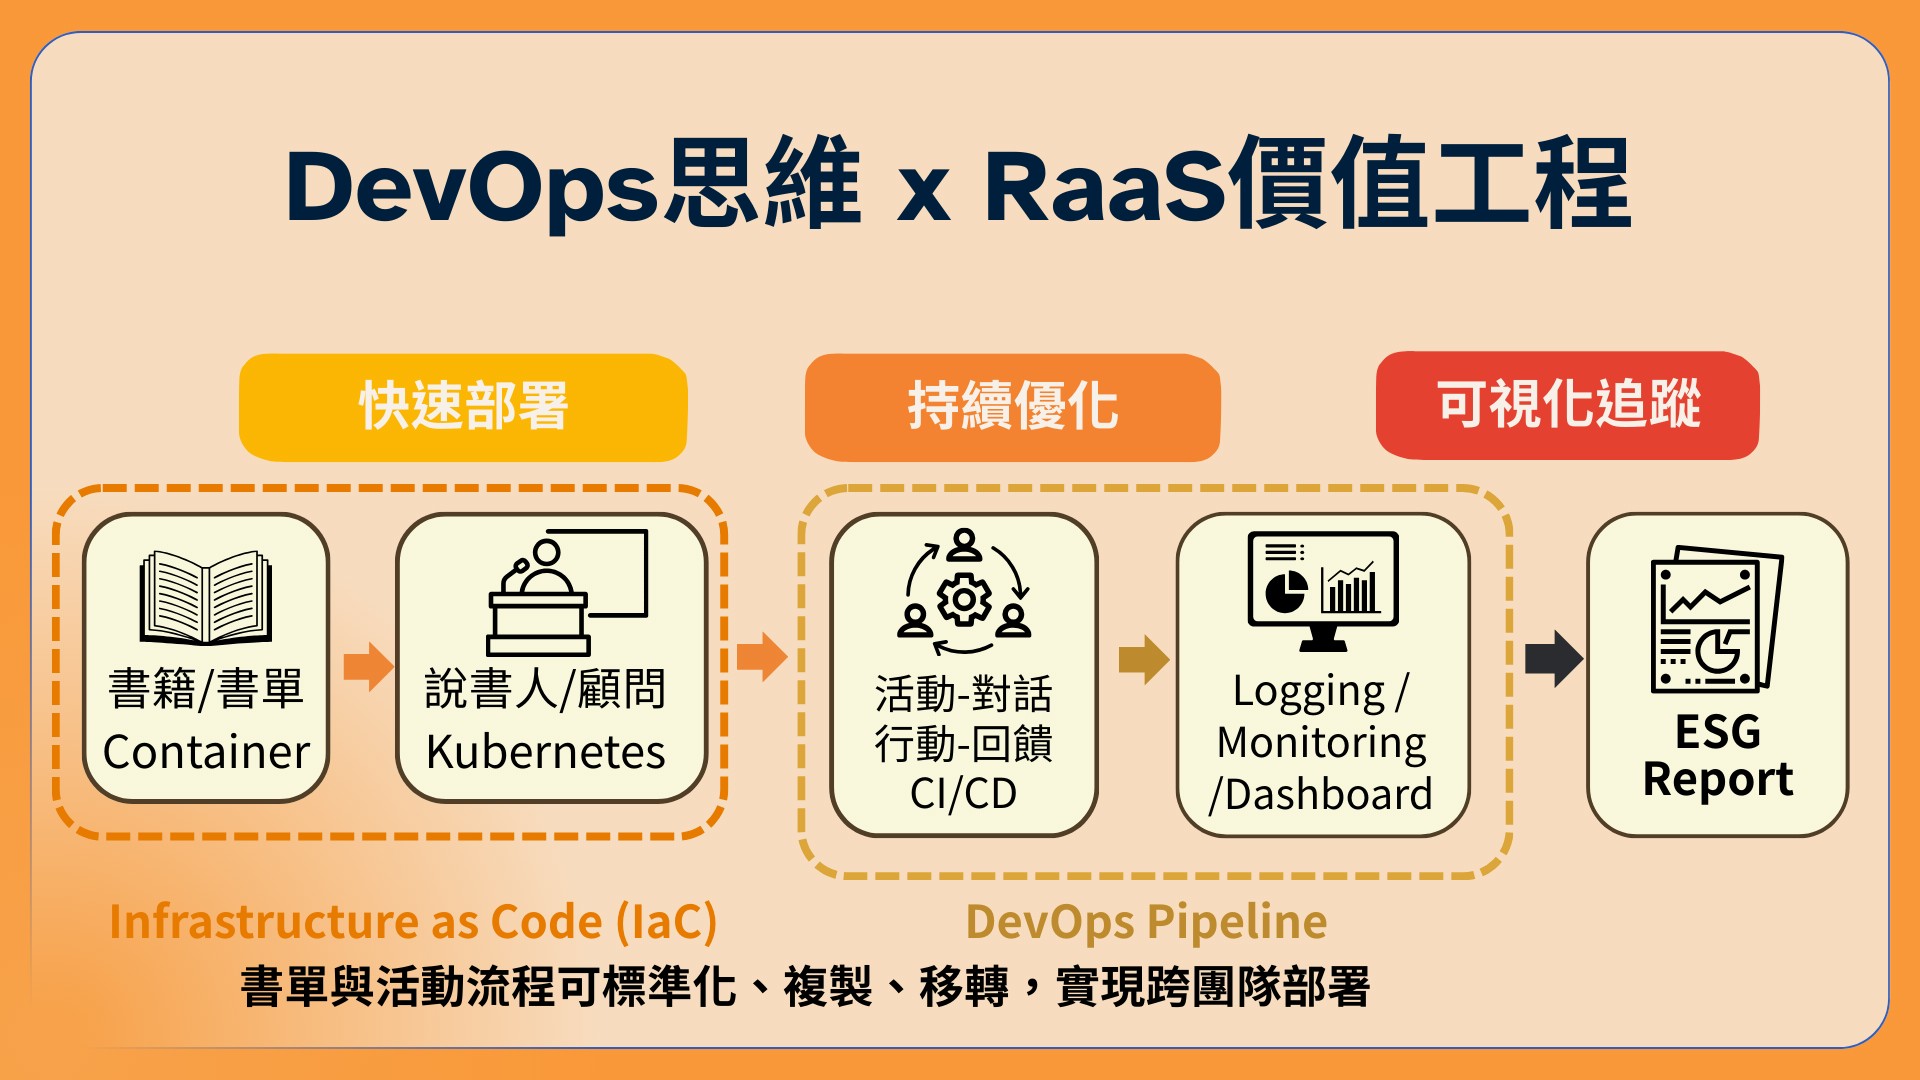 DevOps思維 x RaaS價值工程
快速部署
持續優化
可視化追蹤
書籍/書單
Container
說書人/顧問
Kubernetes
活動-對話
行動-回饋
CI/CD
Logging /
Monitoring
/Dashboard
ESG
Report
Infrastructure as Code (IaC)
DevOps Pipeline
書單與活動流程可標準化、複製、移轉，實現跨團隊部署